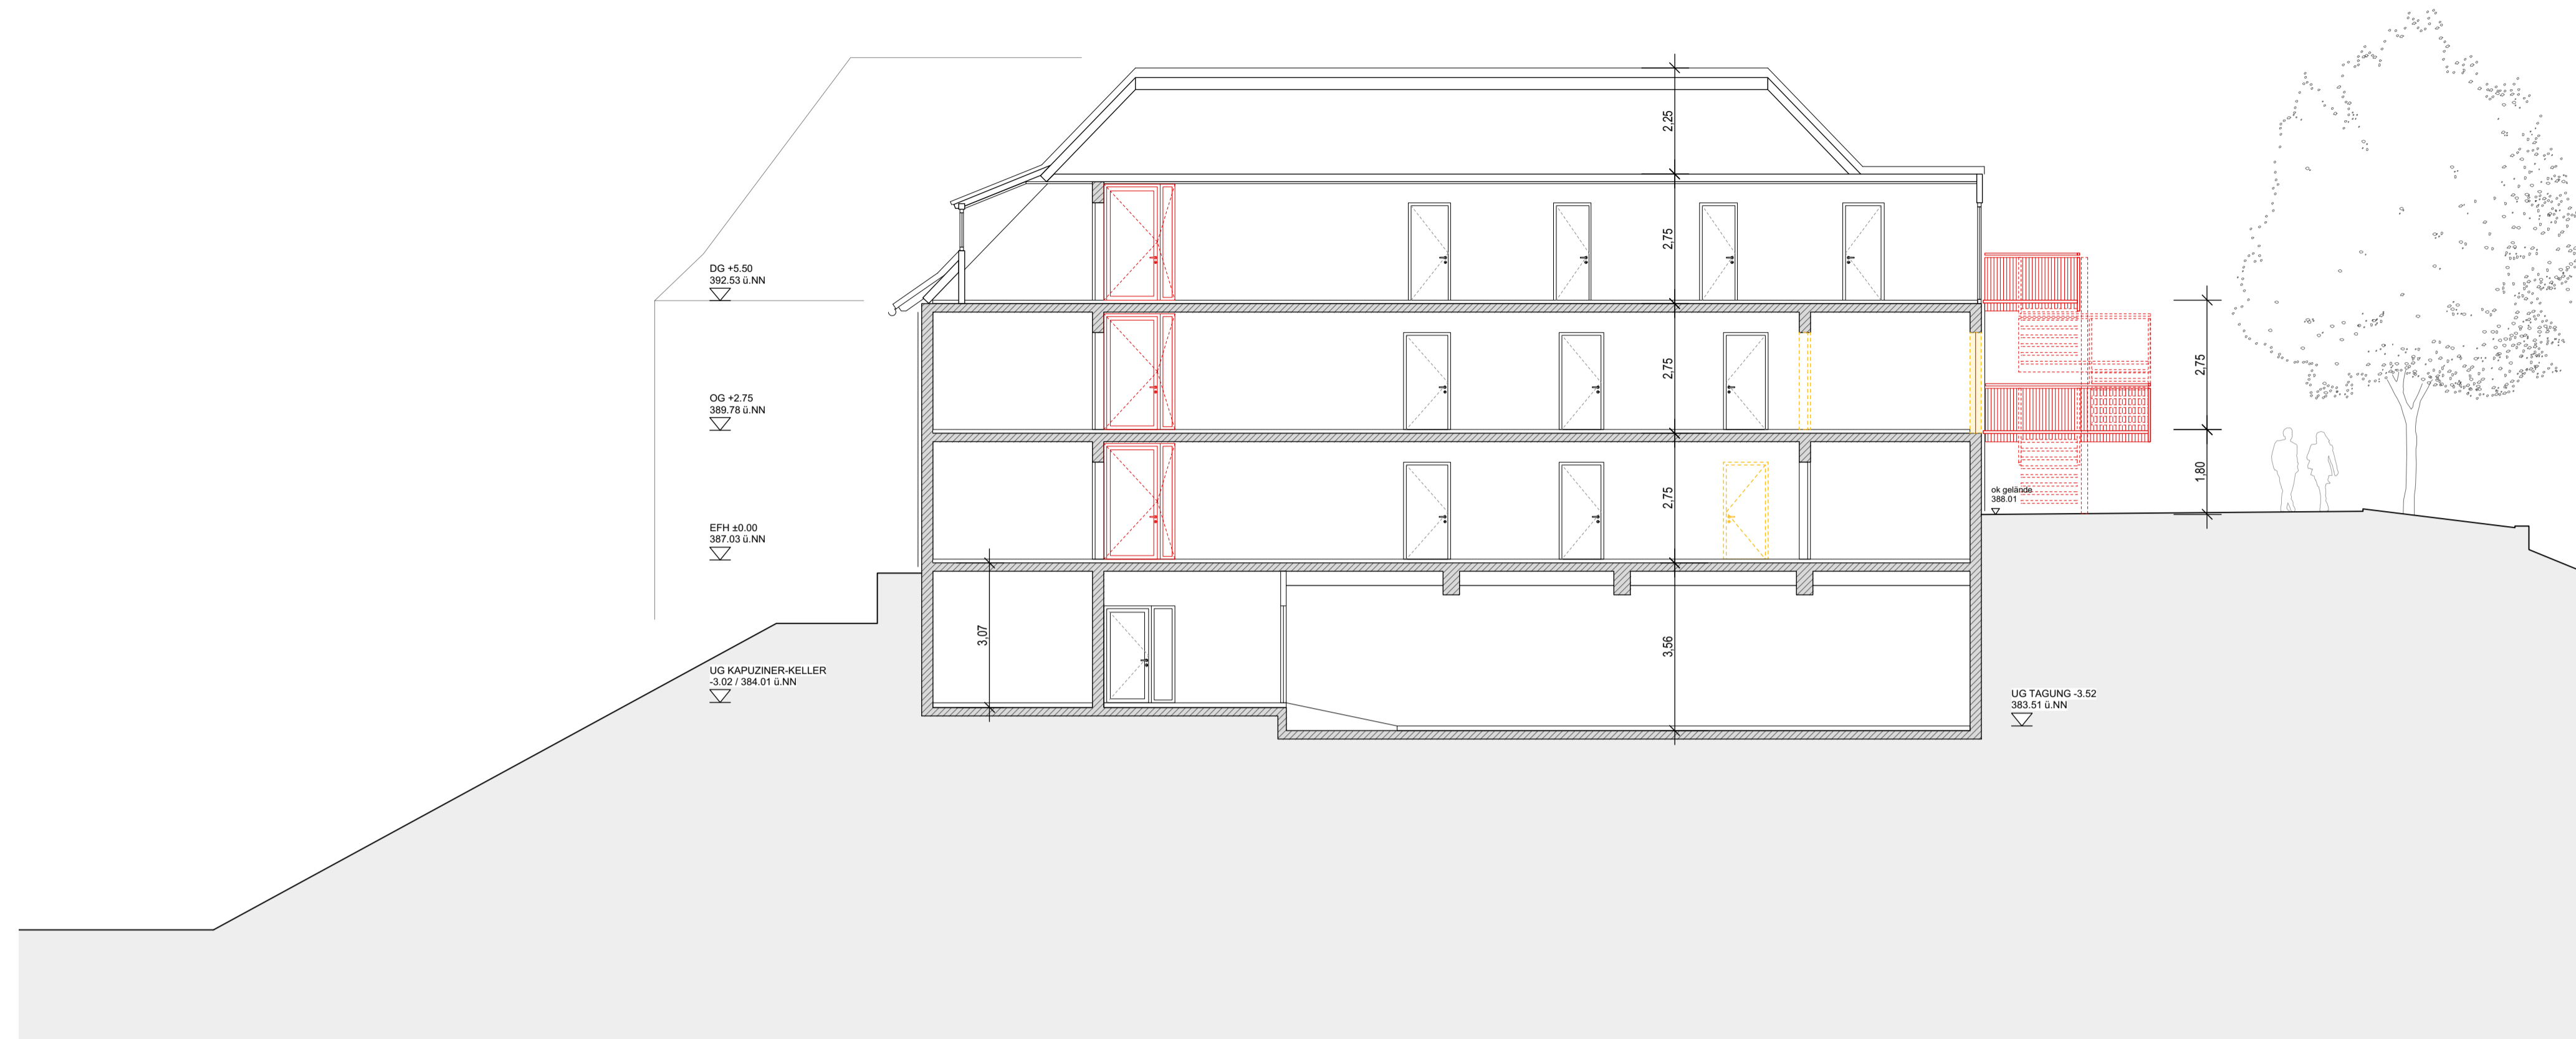 2,25
2,75
DG +5.50
392.53 ü.NN
2,75
2,75
OG +2.75
389.78 ü.NN
2,75
1,80
ok gelände
388.01
EFH ±0.00
387.03 ü.NN
3,07
3,56
UG KAPUZINER-KELLER
-3.02 / 384.01 ü.NN
UG TAGUNG -3.52
383.51 ü.NN